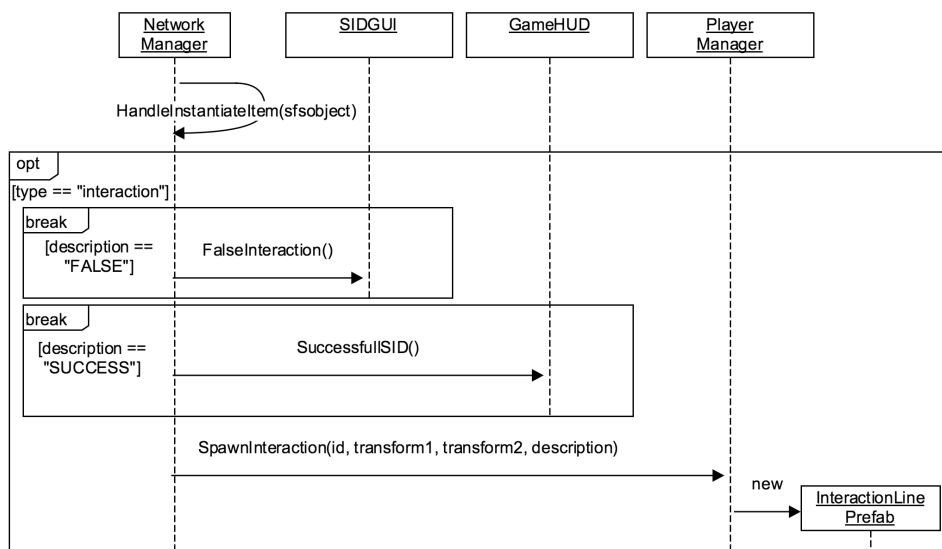 Network
Manager
SIDGUI
GameHUD
Player
Manager
HandleInstantiateItem(sfsobject)
opt
[type == "interaction"]
break
[description ==
"FALSE"]
FalseInteraction()
break
[description ==
"SUCCESS"]
SuccessfullSID()
SpawnInteraction(id, transform1, transform2, description)
new
InteractionLine
Prefab